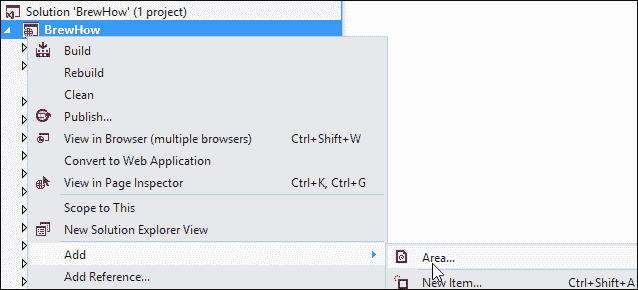 Solution 'BrewHow' (1 project)
BrewHow
Build
Rebuild
Clean
Publish...
View in Browser (multiple browsers) Ctrl+Shift+W
Convert to Web Application
View in Page Inspector Ctrl+K, Ctrl+G
Scope to This
New Solution Explorer View
Add
Area...
Add Reference...
New Item... Ctrl+Shift+A